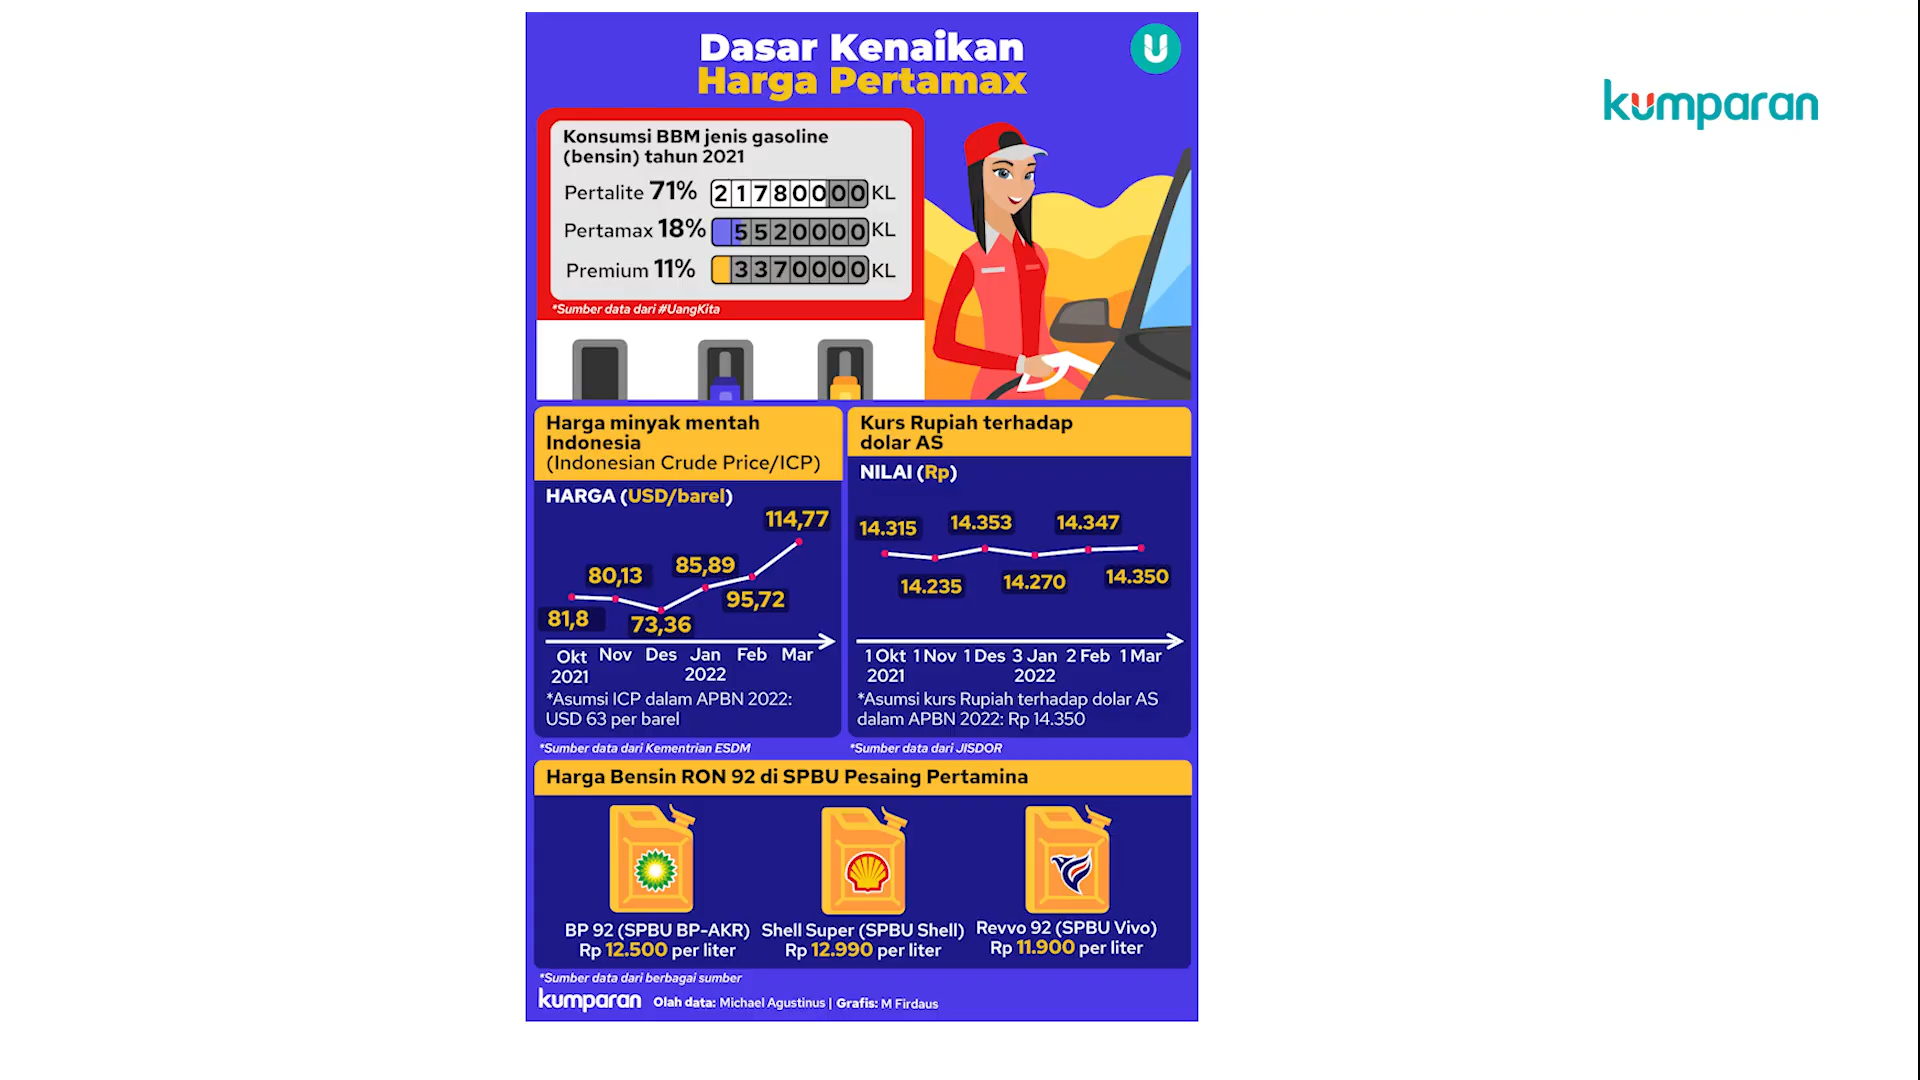 Dasar Kenaikan
Harga Pertamax
U
kumparan
Konsumsi BBM jenis gasoline
(bensin) tahun 2021
Pertalite 71% 21780000 KL
Pertamax 18% 5520000 KL
Premium 11% 3370000 KL
*Sumber data dari #UangKita
Harga minyak mentah
Indonesia
(Indonesian Crude Price/ICP)
HARGA (USD/barel)
81,8
80,13
73,36
85,89
95,72
114,77
Okt Nov Des Jan Feb Mar
2021 2022
*Asumsi ICP dalam APBN 2022:
USD 63 per barel
*Sumber data dari Kementrian ESDM
Kurs Rupiah terhadap
dolar AS
NILAI (Rp)
14.315
14.235
14.353
14.270
14.347
14.350
1 Okt 1 Nov 1 Des 3 Jan 2 Feb 1 Mar
2021 2022
*Asumsi kurs Rupiah terhadap dolar AS
dalam APBN 2022: Rp 14.350
*Sumber data dari JISDOR
Harga Bensin RON 92 di SPBU Pesaing Pertamina
BP 92 (SPBU BP-AKR)
Rp 12.500 per liter
Shell Super (SPBU Shell)
Rp 12.990 per liter
Revvo 92 (SPBU Vivo)
Rp 11.900 per liter
*Sumber data dari berbagai sumber
kumparan Olah data: Michael Agustinus | Grafis: M Firdaus